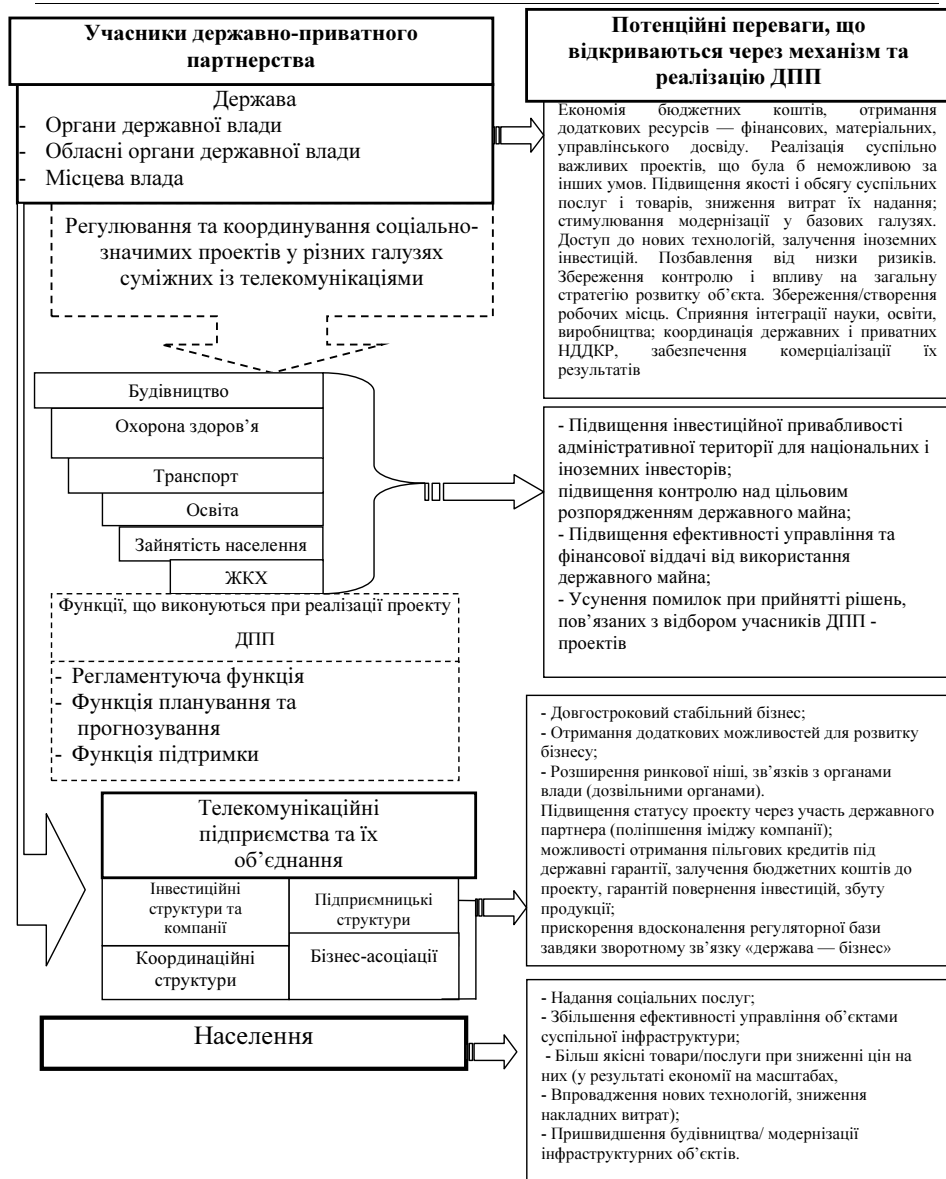 Учасники державно-приватного
партнерства
Держава
- Органи державної влади
- Обласні органи державної влади
- Місцева влада
Регулювання та координування соціально-
значимих проектів у різних галузях
суміжних із телекомунікаціями
Будівництво
Охорона здоров’я
Транспорт
Освіта
Зайнятість населення
ЖКХ
Функції, що виконуються при реалізації проекту
ДПП
- Регламентуюча функція
- Функція планування та
прогнозування
- Функція підтримки
Телекомунікаційні
підприємства та їх
об’єднання
Інвестиційні
структури та
компанії
Підприємницькі
структури
Координаційні
структури
Бізнес-асоціації
Населення
Потенційні переваги, що
відкриваються через механізм та
реалізацію ДПП
Економія бюджетних коштів, отримання
додаткових ресурсів — фінансових, матеріальних,
управлінського досвіду. Реалізація суспільно
важливих проектів, що була б неможливою за
інших умов. Підвищення якості і обсягу суспільних
послуг і товарів, зниження витрат їх надання;
стимулювання модернізації у базових галузях.
Доступ до нових технологій, залучення іноземних
інвестицій. Позбавлення від низки ризиків.
Збереження контролю і впливу на загальну
стратегію розвитку об’єкта. Збереження/створення
робочих місць. Сприяння інтеграції науки, освіти,
виробництва; координація державних і приватних
НДДКР, забезпечення комерціалізації їх
результатів
- Підвищення інвестиційної привабливості
адміністративної території для національних і
іноземних інвесторів;
підвищення контролю над цільовим
розпорядженням державного майна;
- Підвищення ефективності управління та
фінансової віддачі від використання
державного майна;
- Усунення помилок при прийнятті рішень,
пов’язаних з відбором учасників ДПП -
проектів
- Довгостроковий стабільний бізнес;
- Отримання додаткових можливостей для розвитку
бізнесу;
- Розширення ринкової ніші, зв’язків з органами
влади (дозвільними органами).
Підвищення статусу проекту через участь державного
партнера (поліпшення іміджу компанії);
можливості отримання пільгових кредитів під
державні гарантії, залучення бюджетних коштів до
проекту, гарантій повернення інвестицій, збуту
продукції;
прискорення вдосконалення регуляторної бази
завдяки зворотному зв’язку «держава — бізнес»
- Надання соціальних послуг;
- Збільшення ефективності управління об’єктами
суспільної інфраструктури;
- Більш якісні товари/послуги при зниженні цін на
них (у результаті економії на масштабах,
- Впровадження нових технологій, зниження
накладних витрат);
- Пришвидшення будівництва/ модернізації
інфраструктурних об’єктів.